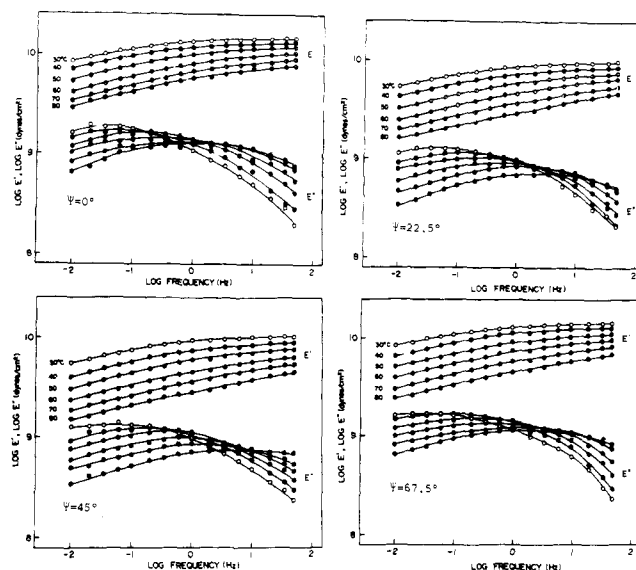 LOG E', LOG E" (dynes/cm²)
10
9
8
30°C
40
50
60
70
80
E'
E"
Ψ=0°
-2
-1
0
1
2
LOG FREQUENCY (Hz)
LOG E', LOG E" (dynes/cm²)
10
9
8
30°C
40
50
60
70
80
E'
E"
Ψ=22.5°
-2
-1
0
1
2
LOG FREQUENCY (Hz)
LOG E', LOG E" (dynes/cm²)
10
9
8
30°C
40
50
60
70
80
E'
E"
Ψ=45°
-2
-1
0
1
2
LOG FREQUENCY (Hz)
LOG E', LOG E" (dynes/cm²)
10
9
8
30°C
40
50
60
70
80
E'
E"
Ψ=67.5°
-2
-1
0
1
2
LOG FREQUENCY (Hz)